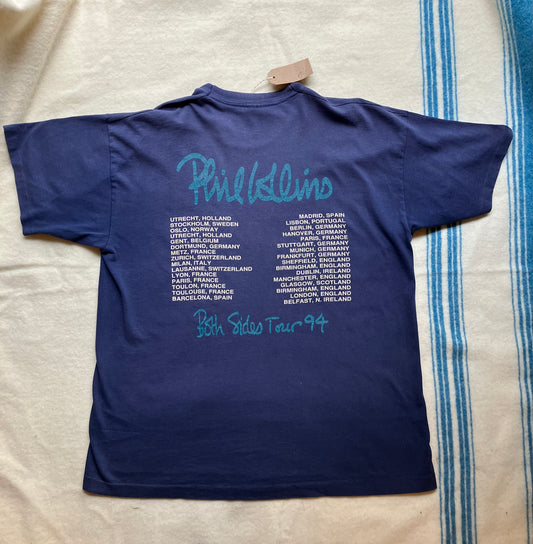 Phil Collins
UTRECHT, HOLLAND
STOCKHOLM, SWEDEN
OSLO, NORWAY
UTRECHT, HOLLAND
GENT, BELGIUM
DORTMUND, GERMANY
METZ, FRANCE
ZURICH, SWITZERLAND
MILAN, ITALY
LAUSANNE, SWITZERLAND
LYON, FRANCE
PARIS, FRANCE
TOULON, FRANCE
TOULOUSE, FRANCE
BARCELONA, SPAIN
MADRID, SPAIN
LISBON, PORTUGAL
BERLIN, GERMANY
HANOVER, GERMANY
PARIS, FRANCE
STUTTGART, GERMANY
MUNICH, GERMANY
FRANKFURT, GERMANY
SHEFFIELD, ENGLAND
BIRMINGHAM, ENGLAND
DUBLIN, IRELAND
MANCHESTER, ENGLAND
GLASGOW, SCOTLAND
BIRMINGHAM, ENGLAND
LONDON, ENGLAND
BELFAST, N. IRELAND
Both Sides Tour 94